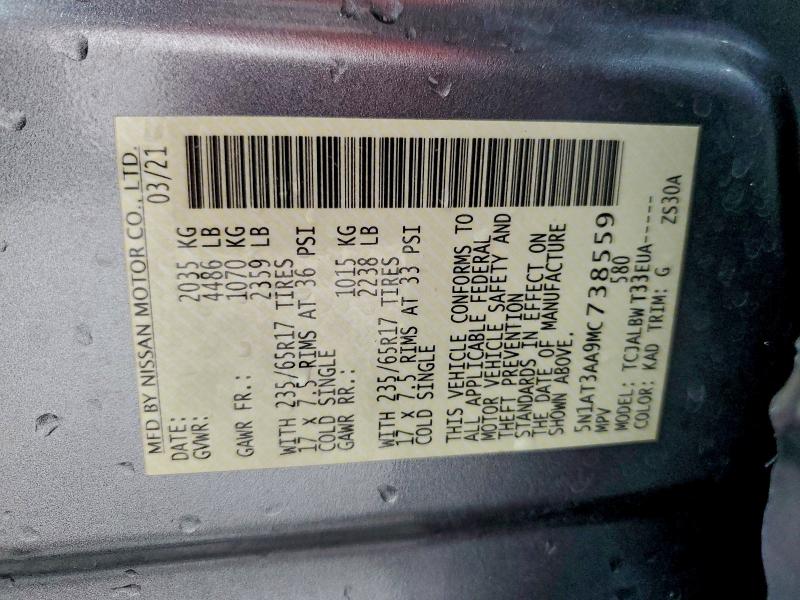 MFD BY NISSAN MOTOR CO., LTD.
DATE: 03/21
GVWR: 2035 KG
4486 LB
GAWR FR.: 1070 KG
2359 LB
WITH 235/65R17 TIRES
17 X 7.5 RIMS AT 36 PSI
COLD SINGLE
GAWR RR.: 1015 KG
2238 LB
WITH 235/65R17 TIRES
17 X 7.5 RIMS AT 33 PSI
COLD SINGLE
THIS VEHICLE CONFORMS TO
ALL APPLICABLE FEDERAL
MOTOR VEHICLE SAFETY AND
THEFT PREVENTION
STANDARDS IN EFFECT ON
THE DATE OF MANUFACTURE
SHOWN ABOVE.
5N1AT3AA9MC738559
MPV 580
MODEL: TCJALBWT33EUA-----
COLOR: KAD TRIM: G ZS30A